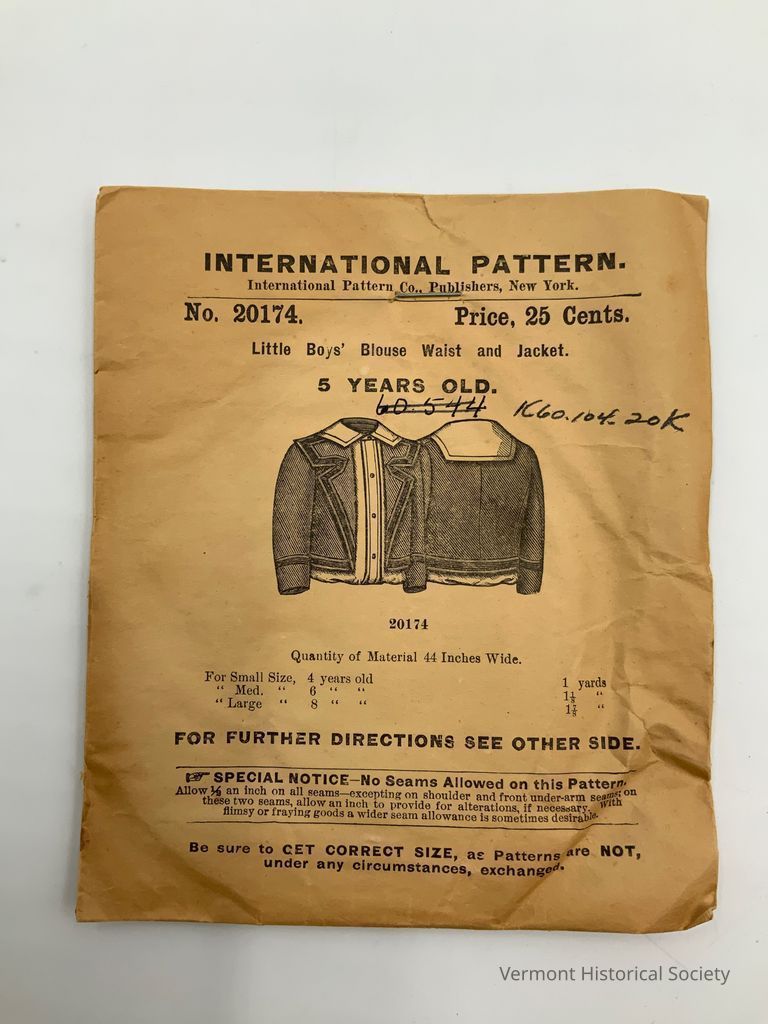 INTERNATIONAL PATTERN.
International Pattern Co., Publishers, New York.
No. 20174. Price, 25 Cents.
Little Boys' Blouse Waist and Jacket.
5 YEARS OLD.
60.544 K60.104.20K
20174
Quantity of Material 44 Inches Wide.
For Small Size, 4 years old 1 yards
“ Med. “ 6 “ “ 1⅛ “
“ Large “ 8 “ “ “
FOR FURTHER DIRECTIONS SEE OTHER SIDE.
☞ SPECIAL NOTICE—No Seams Allowed on this Pattern.
Allow an inch on all seams—excepting on shoulder and front under-arm seams; on
these two seams, allow an inch to provide for alterations, if necessary. With
flimsy or fraying goods a wider seam allowance is sometimes desirable.
Be sure to GET CORRECT SIZE, as Patterns are NOT,
under any circumstances, exchanged.
Vermont Historical Society